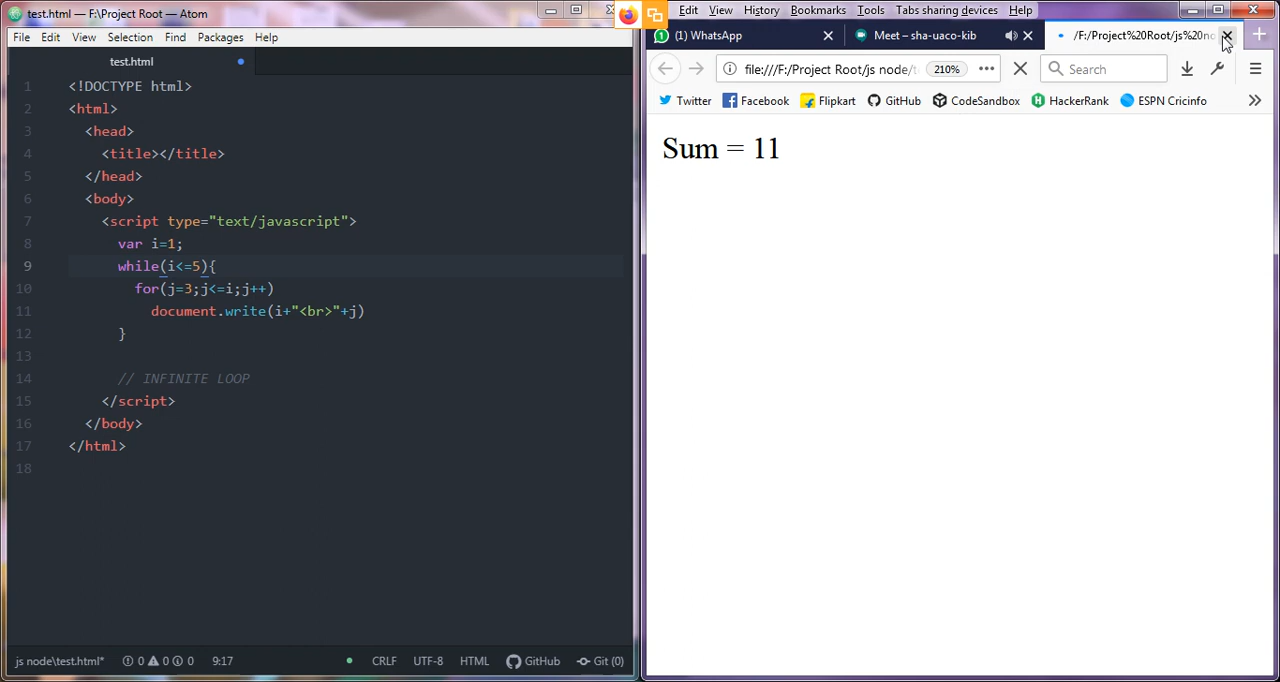 test.html — F:\Project Root — Atom
File Edit View Selection Find Packages Help
test.html
1 <!DOCTYPE html>
2 <html>
3 <head>
4 <title></title>
5 </head>
6 <body>
7 <script type="text/javascript">
8 var i=1;
9 while(i<=5){
10 for(j=3;j<=i;j++)
11 document.write(i+"<br>"+j)
12 }
13
14 // INFINITE LOOP
15 </script>
16 </body>
17 </html>
18
js node\test.html* 0 0 0 9:17 CRLF UTF-8 HTML GitHub Git (0)
Edit View History Bookmarks Tools Tabs sharing devices Help
1 (1) WhatsApp Meet – sha-uaco-kib /F:/Project%20Root/js%20no
file:///F:/Project Root/js node/t 210% Search
Twitter Facebook Flipkart GitHub CodeSandbox HackerRank ESPN Cricinfo
Sum = 11